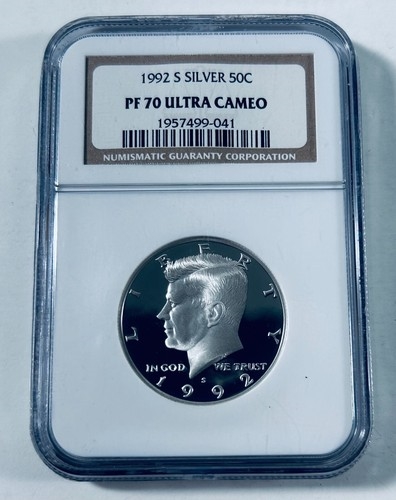 1992 S SILVER 50C
PF 70 ULTRA CAMEO
1957499-041
NUMISMATIC GUARANTY CORPORATION
LIBERTY
IN GOD WE TRUST
S
1992